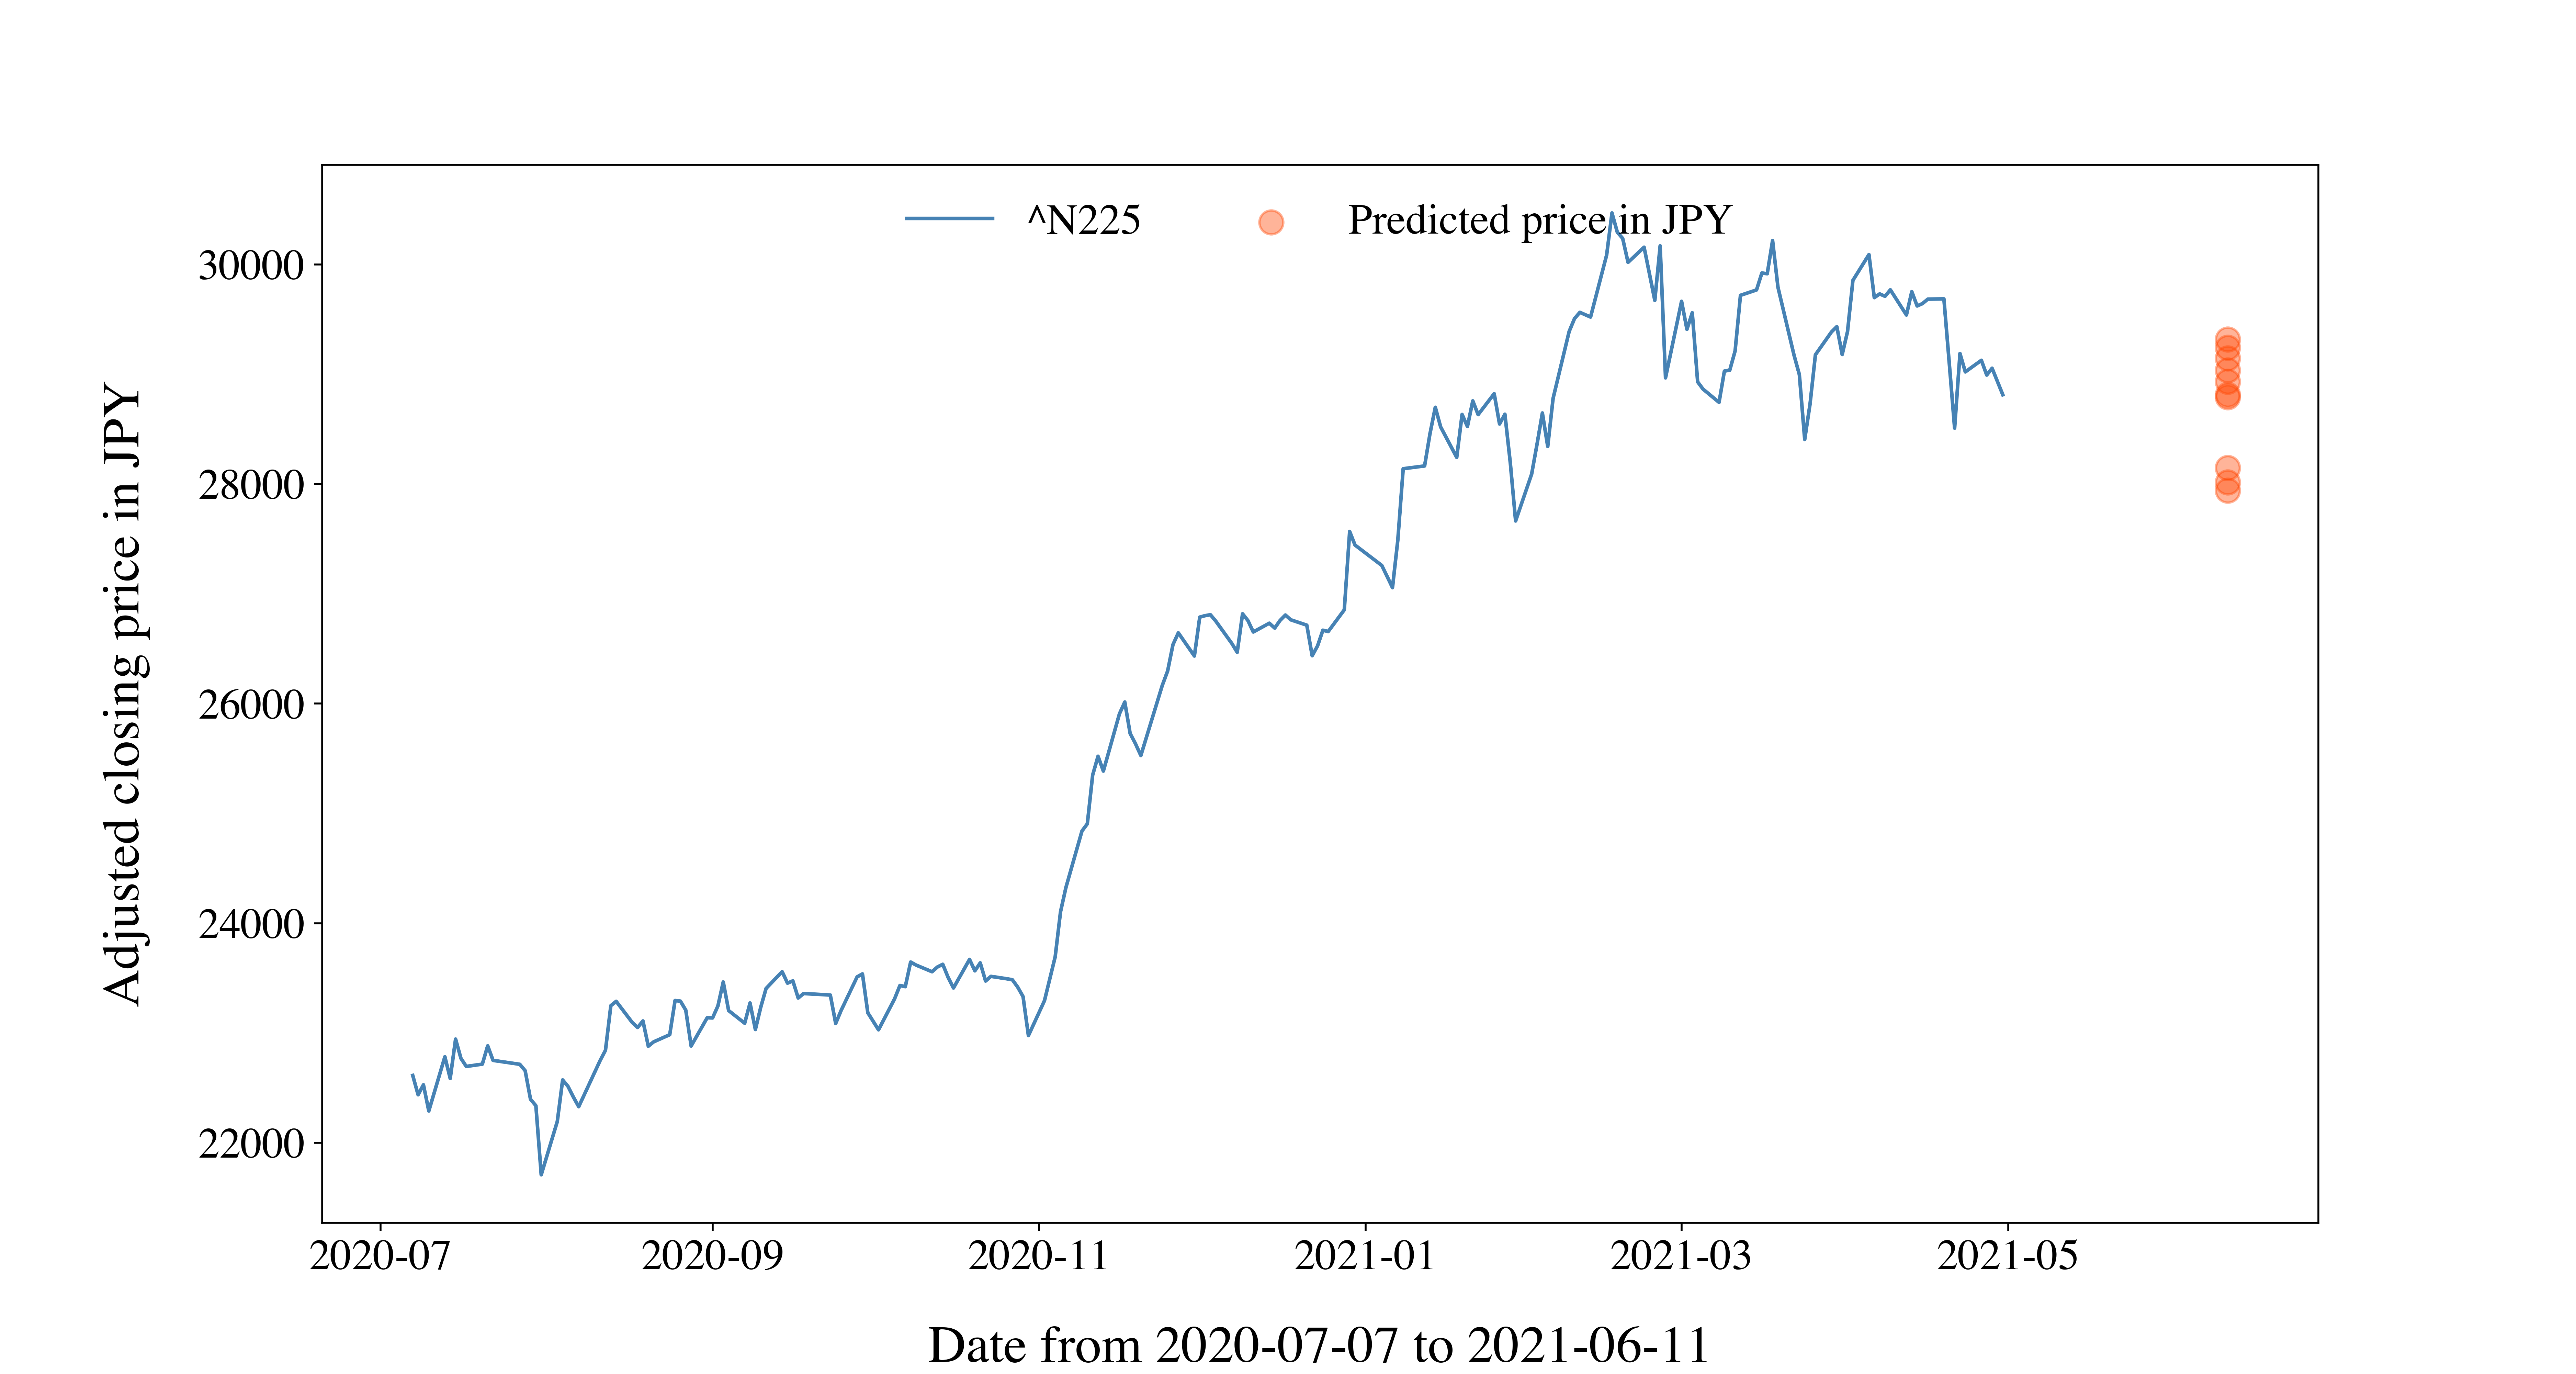 ^N225
Predicted price in JPY
Adjusted closing price in JPY
30000
28000
26000
24000
22000
2020-07
2020-09
2020-11
2021-01
2021-03
2021-05
Date from 2020-07-07 to 2021-06-11